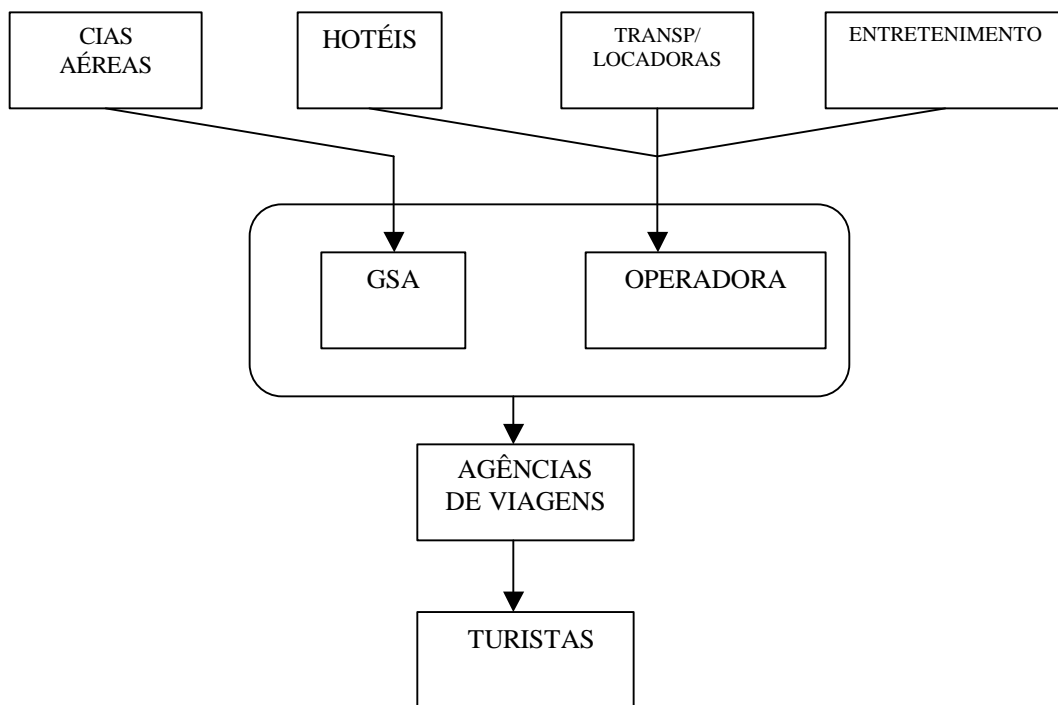 CIAS
AÉREAS
HOTÉIS
TRANSP/
LOCADORAS
ENTRETENIMENTO
GSA
OPERADORA
AGÊNCIAS
DE VIAGENS
TURISTAS